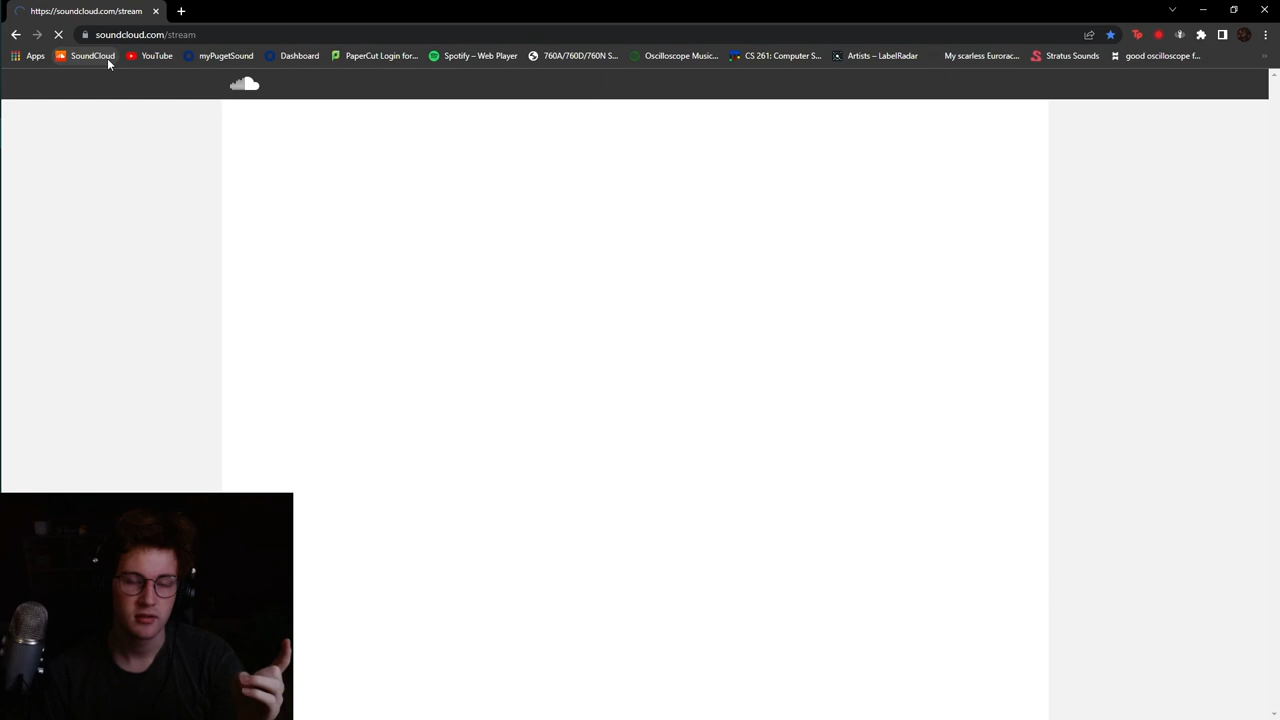 https://soundcloud.com/stream
soundcloud.com/stream
Apps SoundCloud YouTube myPugetSound Dashboard PaperCut Login for... Spotify – Web Player 760A/760D/760N S... Oscilloscope Music... CS 261: Computer S... Artists – LabelRadar My scarless Eurorac... Stratus Sounds good oscilloscope f...